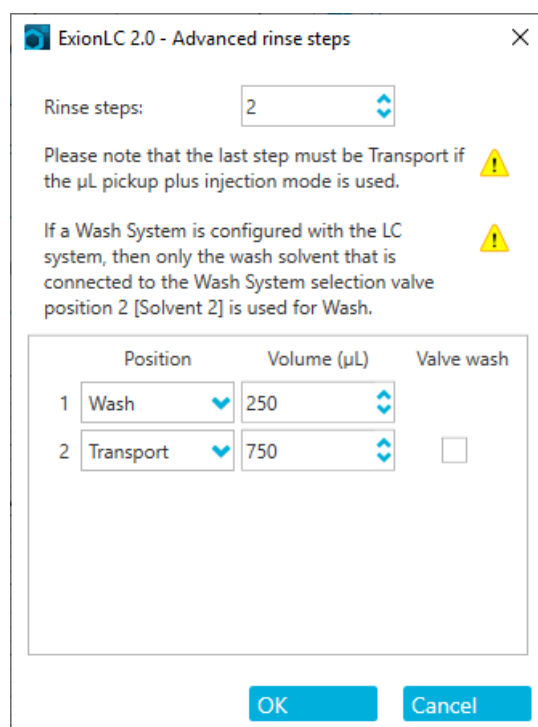 ExionLC 2.0 - Advanced rinse steps
Rinse steps: 2
Please note that the last step must be Transport if
the µL pickup plus injection mode is used.
If a Wash System is configured with the LC
system, then only the wash solvent that is
connected to the Wash System selection valve
position 2 [Solvent 2] is used for Wash.
Position Volume (µL) Valve wash
1 Wash 250
2 Transport 750
OK Cancel